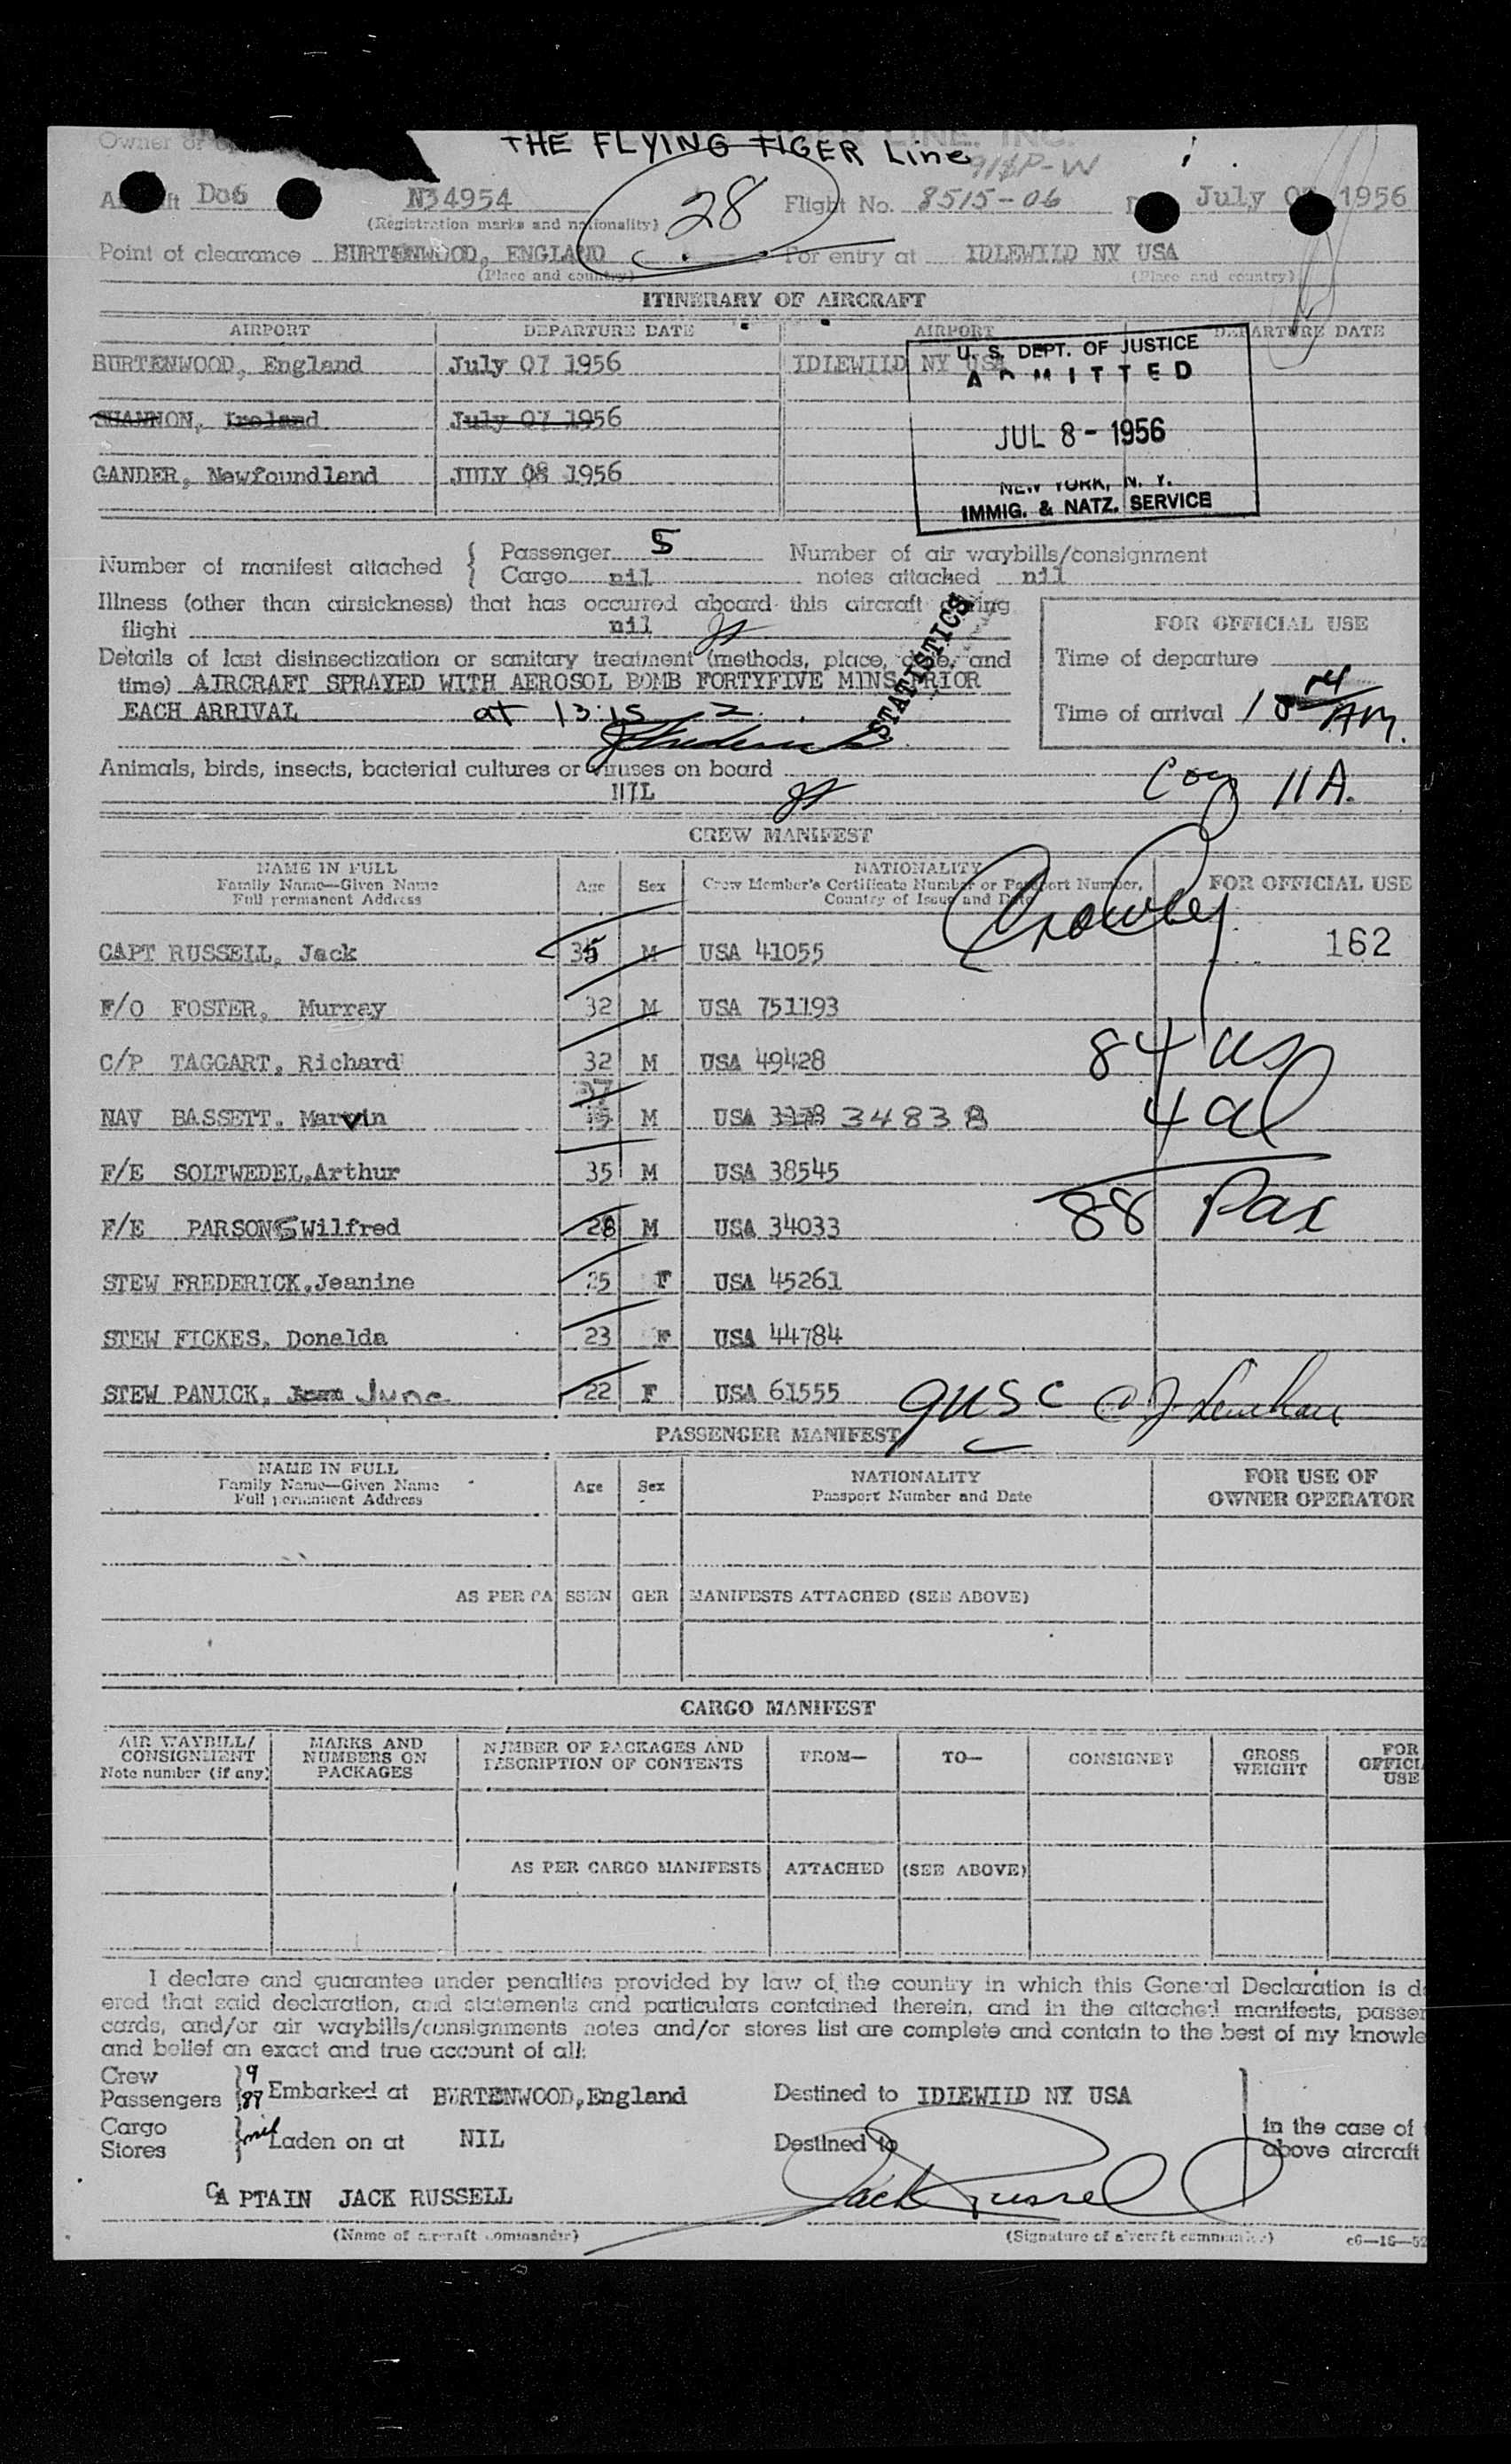 Owner or
THE FLYING TIGER Line
Aircraft Dc6 N34954 28 Flight No. 8515-06 July 07 1956
(Registration marks and nationality)
Point of clearance BURTENWOOD, ENGLAND For entry at IDLEWILD NY USA
(Place and country) (Place and country)
ITINERARY OF AIRCRAFT
AIRPORT DEPARTURE DATE AIRPORT DEPARTURE DATE
BURTENWOOD, England July 07 1956 IDLEWILD NY USA
SHANNON, Ireland July 07 1956
GANDER, Newfoundland JULY 08 1956
U. S. DEPT. OF JUSTICE
ADMITTED
JUL 8 - 1956
NEW YORK, N. Y.
IMMIG. & NATZ. SERVICE
Number of manifest attached { Passenger 5 Number of air waybills/consignment
Cargo nil notes attached nil
Illness (other than airsickness) that has occurred aboard this aircraft during
flight nil
STATISTICS
Details of last disinsectization or sanitary treatment (methods, place, date, and
time) AIRCRAFT SPRAYED WITH AEROSOL BOMB FORTYFIVE MINS PRIOR
EACH ARRIVAL at 13:15 Z.
FOR OFFICIAL USE
Time of departure
Time of arrival
Animals, birds, insects, bacterial cultures or viruses on board
NIL
11A.
CREW MANIFEST
NAME IN FULL
Family Name—Given Name
Full permanent Address
Age Sex
NATIONALITY
Crew Member's Certificate Number or Passport Number,
Country of Issue and Date
FOR OFFICIAL USE
Crowley
CAPT RUSSELL, Jack 35 M USA 41055 162
F/O FOSTER, Murray 32 M USA 751193
C/P TAGGART, Richard 32 M USA 49428 84 us
NAV BASSETT, Marvin 37 M USA 34838 4 al
F/E SOLTWEDEL,Arthur 35 M USA 38545
F/E PARSONS Wilfred 28 M USA 34033 88 Pax
STEW FREDERICK,Jeanine 25 F USA 45261
STEW FICKES, Donalda 23 F USA 44784
STEW PANICK, June 22 F USA 61555 9USC
PASSENGER MANIFEST
NAME IN FULL
Family Name—Given Name
Full permanent Address
Age Sex
NATIONALITY
Passport Number and Date
FOR USE OF
OWNER OPERATOR
AS PER PASSENGER MANIFESTS ATTACHED (SEE ABOVE)
CARGO MANIFEST
AIR WAYBILL/
CONSIGNMENT
Note number (if any)
MARKS AND
NUMBERS ON
PACKAGES
NUMBER OF PACKAGES AND
DESCRIPTION OF CONTENTS
FROM— TO— CONSIGNEE
GROSS
WEIGHT
FOR
OFFICI
USE
AS PER CARGO MANIFESTS ATTACHED (SEE ABOVE)
I declare and guarantee under penalties provided by law of the country in which this General Declaration is d
ered that said declaration, and statements and particulars contained therein, and in the attached manifests, passen
cards, and/or air waybills/consignments notes and/or stores list are complete and contain to the best of my knowle
and belief an exact and true account of all:
Crew } 9
Passengers } Embarked at BURTENWOOD,England Destined to IDLEWILD NY USA
Cargo } nil
Stores } Laden on at NIL Destined to
in the case of
above aircraft
CAPTAIN JACK RUSSELL Jack Russell
(Name of aircraft commander) (Signature of aircraft commander) c6—16—52